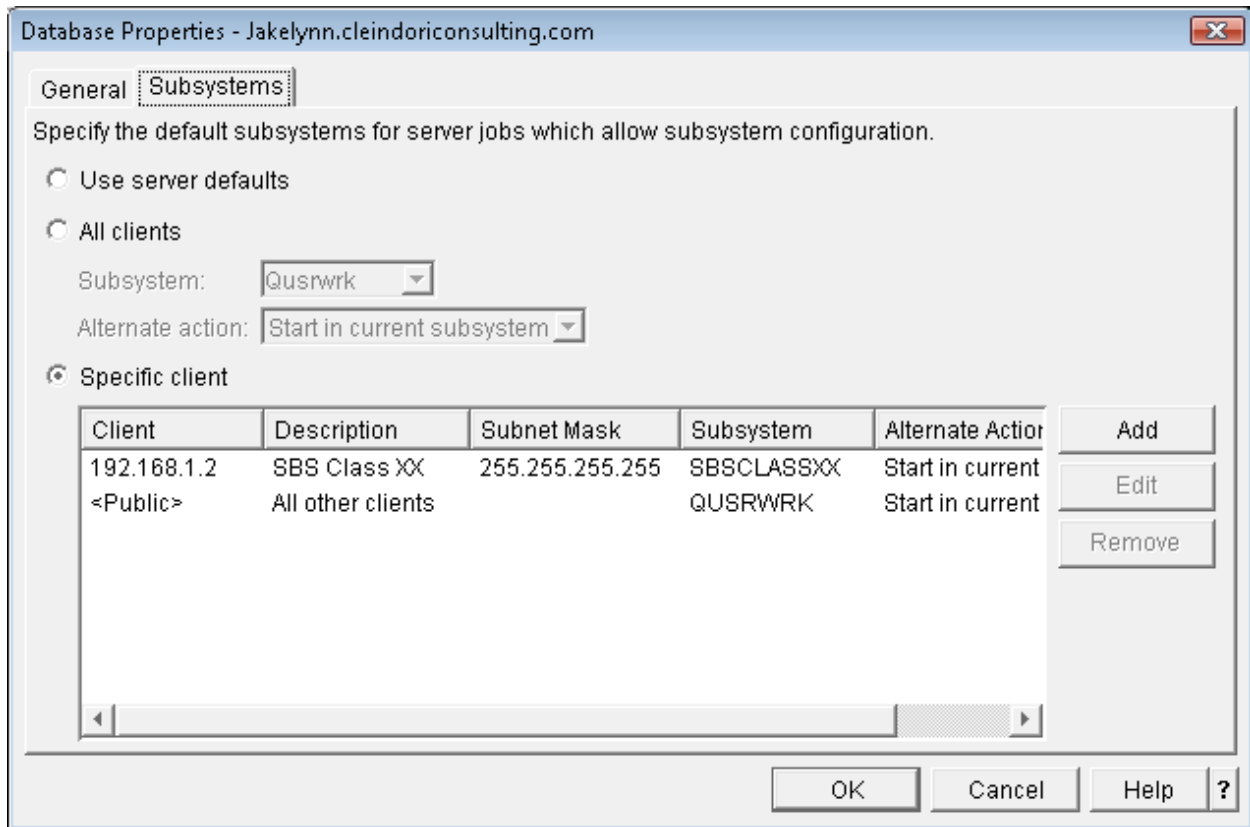 Database Properties - Jakelynn.cleindoriconsulting.com
General Subsystems
Specify the default subsystems for server jobs which allow subsystem configuration.
Use server defaults
All clients
Subsystem: Qusrwrk
Alternate action: Start in current subsystem
Specific client
Client Description Subnet Mask Subsystem Alternate Action
192.168.1.2 SBS Class XX 255.255.255.255 SBSCLASSXX Start in current
<Public> All other clients QUSRWRK Start in current
Add
Edit
Remove
OK Cancel Help ?